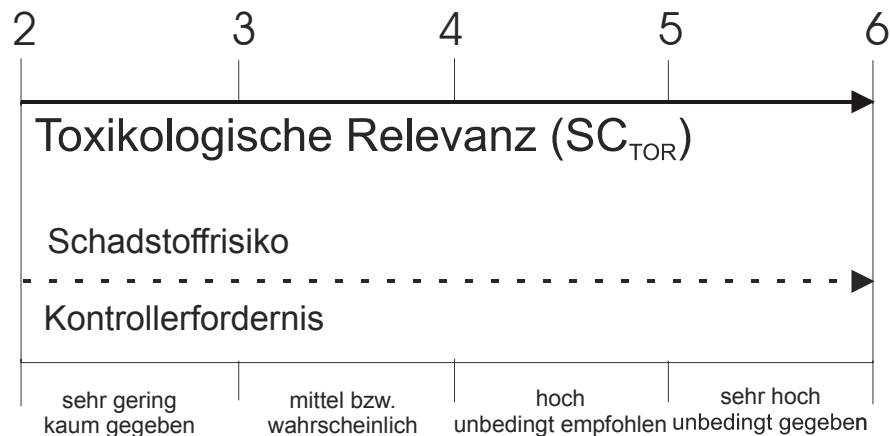 2 3 4 5 6
Toxikologische Relevanz (SC_TOR)
Schadstoffrisiko
Kontrollerfordernis
sehr gering mittel bzw. hoch sehr hoch
kaum gegeben wahrscheinlich unbedingt empfohlen unbedingt gegeben